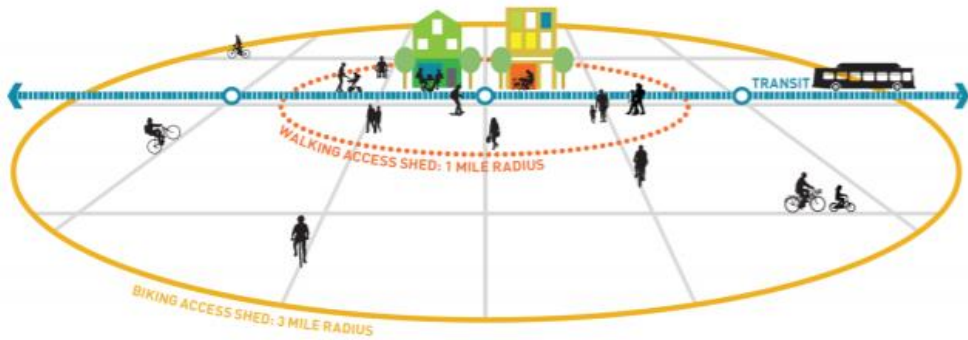 TRANSIT
WALKING ACCESS SHED: 1 MILE RADIUS
BIKING ACCESS SHED: 3 MILE RADIUS